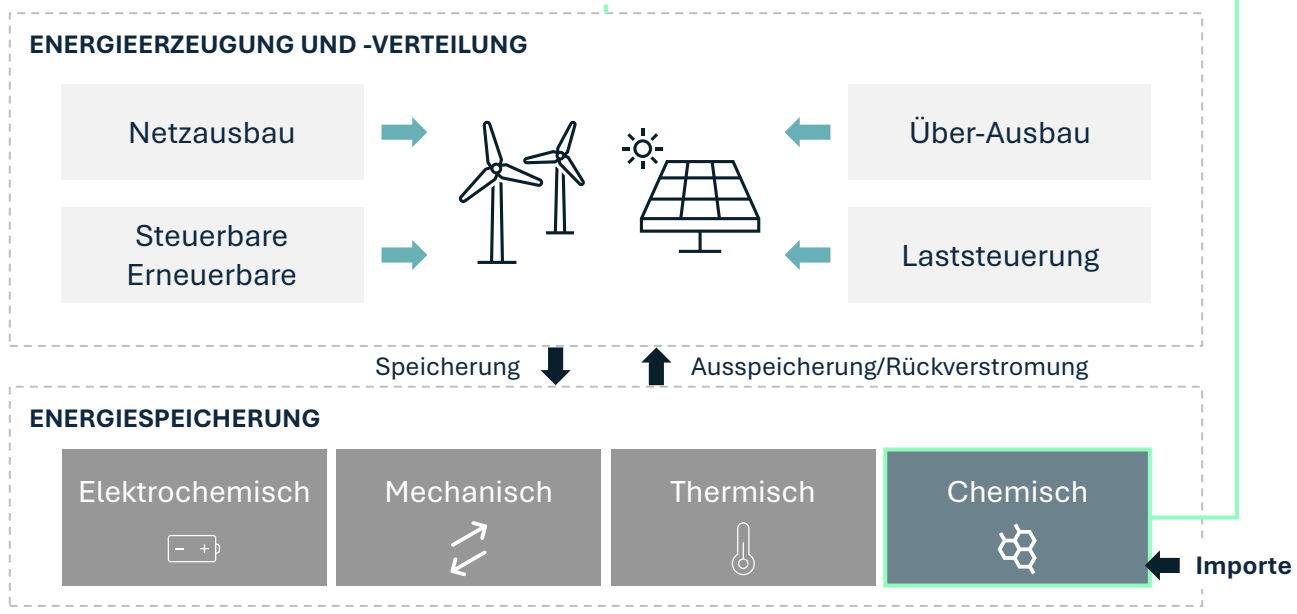 ENERGIEERZEUGUNG UND -VERTEILUNG
Netzausbau
Über-Ausbau
Steuerbare
Erneuerbare
Laststeuerung
Speicherung
Ausspeicherung/Rückverstromung
ENERGIESPEICHERUNG
Elektrochemisch
Mechanisch
Thermisch
Chemisch
Importe